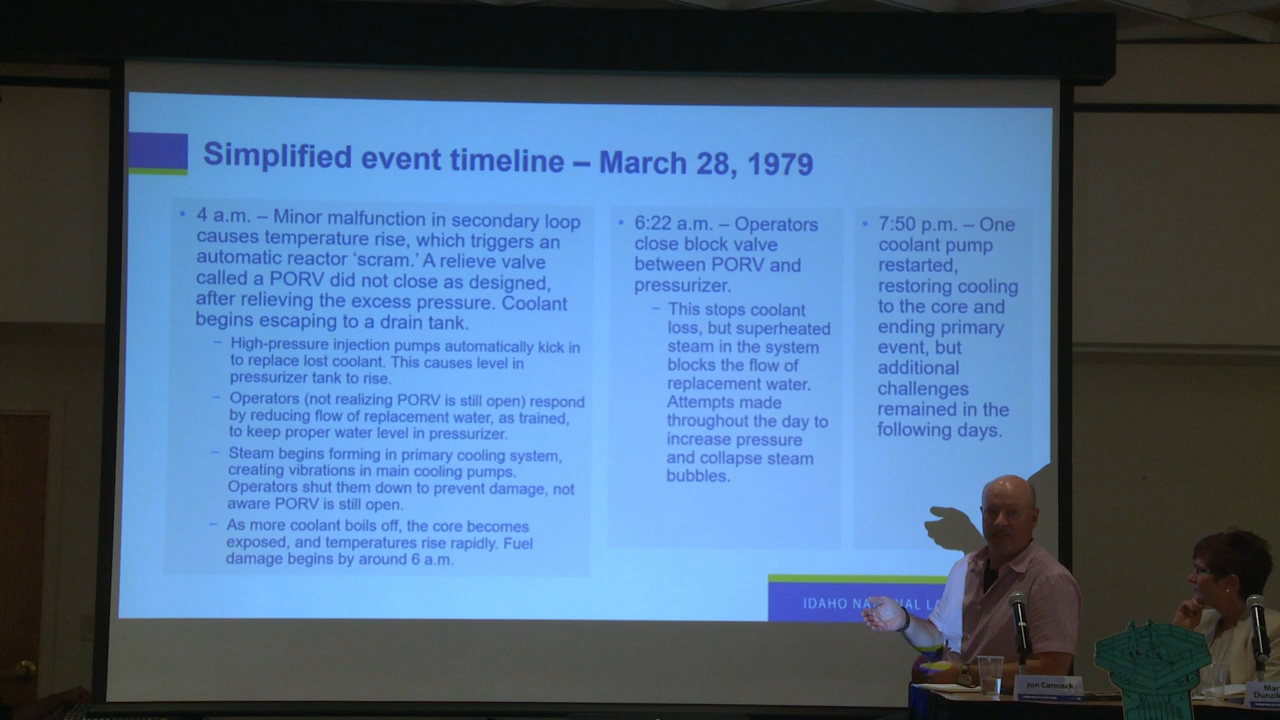 Simplified event timeline – March 28, 1979
• 4 a.m. – Minor malfunction in secondary loop
causes temperature rise, which triggers an
automatic reactor ‘scram.’ A relieve valve
called a PORV did not close as designed,
after relieving the excess pressure. Coolant
begins escaping to a drain tank.
– High-pressure injection pumps automatically kick in
to replace lost coolant. This causes level in
pressurizer tank to rise.
– Operators (not realizing PORV is still open) respond
by reducing flow of replacement water, as trained,
to keep proper water level in pressurizer.
– Steam begins forming in primary cooling system,
creating vibrations in main cooling pumps.
Operators shut them down to prevent damage, not
aware PORV is still open.
– As more coolant boils off, the core becomes
exposed, and temperatures rise rapidly. Fuel
damage begins by around 6 a.m.
• 6:22 a.m. – Operators
close block valve
between PORV and
pressurizer.
– This stops coolant
loss, but superheated
steam in the system
blocks the flow of
replacement water.
Attempts made
throughout the day to
increase pressure
and collapse steam
bubbles.
• 7:50 p.m. – One
coolant pump
restarted,
restoring cooling
to the core and
ending primary
event, but
additional
challenges
remained in the
following days.
IDAHO NATIONAL LA
Jon Carmack